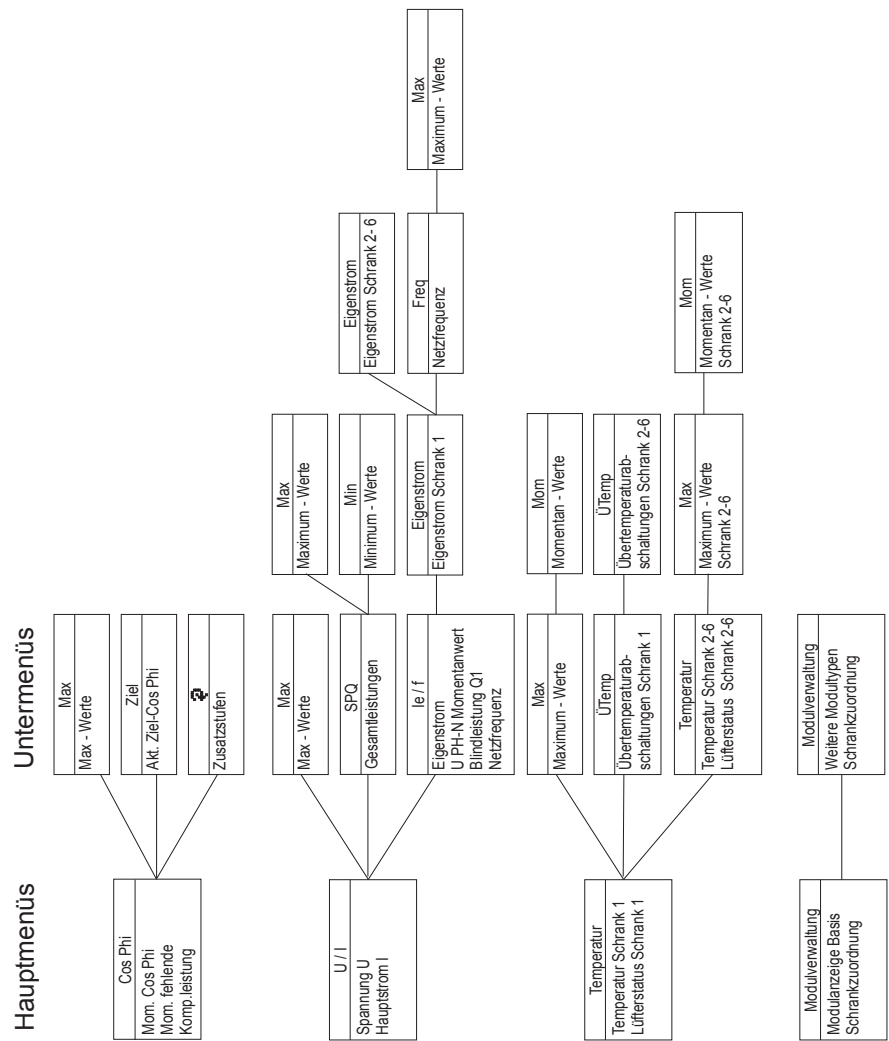 Hauptmenüs
Untermenüs
Cos Phi
Mom. Cos Phi
Mom. fehlende
Komp.leistung
Max
Max - Werte
Ziel
Akt. Ziel-Cos Phi
Zusatzstufen
U / I
Spannung U
Hauptstrom I
Max
Max - Werte
SPQ
Gesamtleistungen
Max
Maximum - Werte
Min
Minimum - Werte
Ie / f
Eigenstrom
U PH-N Momentanwert
Blindleistung Q1
Netzfrequenz
Eigenstrom
Eigenstrom Schrank 1
Eigenstrom
Eigenstrom Schrank 2- 6
Freq
Netzfrequenz
Max
Maximum - Werte
Temperatur
Temperatur Schrank 1
Lüfterstatus Schrank 1
Max
Maximum - Werte
Mom
Momentan - Werte
ÜTemp
Übertemperaturab-
schaltungen Schrank 1
ÜTemp
Übertemperaturab-
schaltungen Schrank 2-6
Temperatur
Temperatur Schrank 2-6
Lüfterstatus Schrank 2-6
Max
Maximum - Werte
Schrank 2-6
Mom
Momentan - Werte
Schrank 2-6
Modulverwaltung
Modulanzeige Basis
Schrankzuordnung
Modulverwaltung
Weitere Modultypen
Schrankzuordnung